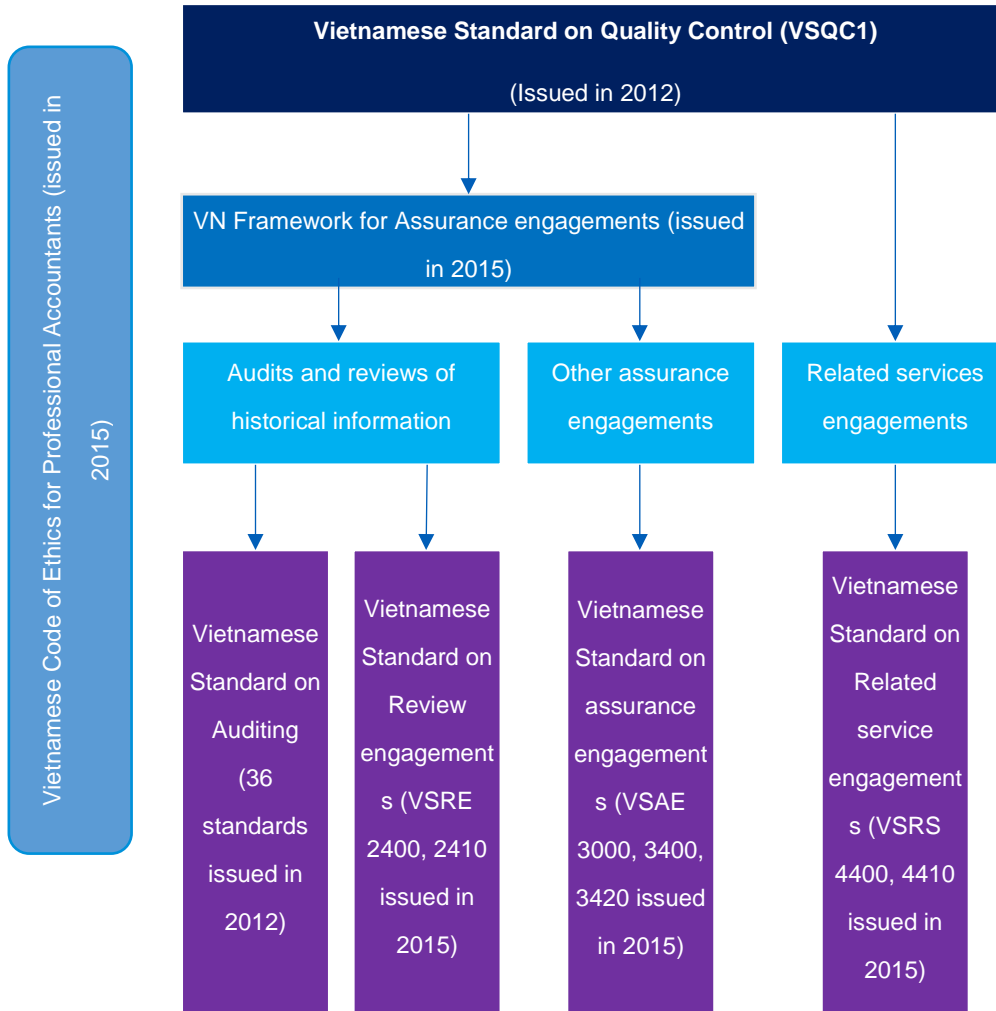 Vietnamese Standard on Quality Control (VSQC1)
(Issued in 2012)
Vietnamese Code of Ethics for Professional Accountants (issued in
2015)
VN Framework for Assurance engagements (issued
in 2015)
Audits and reviews of
historical information
Other assurance
engagements
Related services
engagements
Vietnamese
Standard on
Auditing
(36
standards
issued in
2012)
Vietnamese
Standard on
Review
engagement
s (VSRE
2400, 2410
issued in
2015)
Vietnamese
Standard on
assurance
engagement
s (VSAE
3000, 3400,
3420 issued
in 2015)
Vietnamese
Standard on
Related
service
engagement
s (VSRS
4400, 4410
issued in
2015)